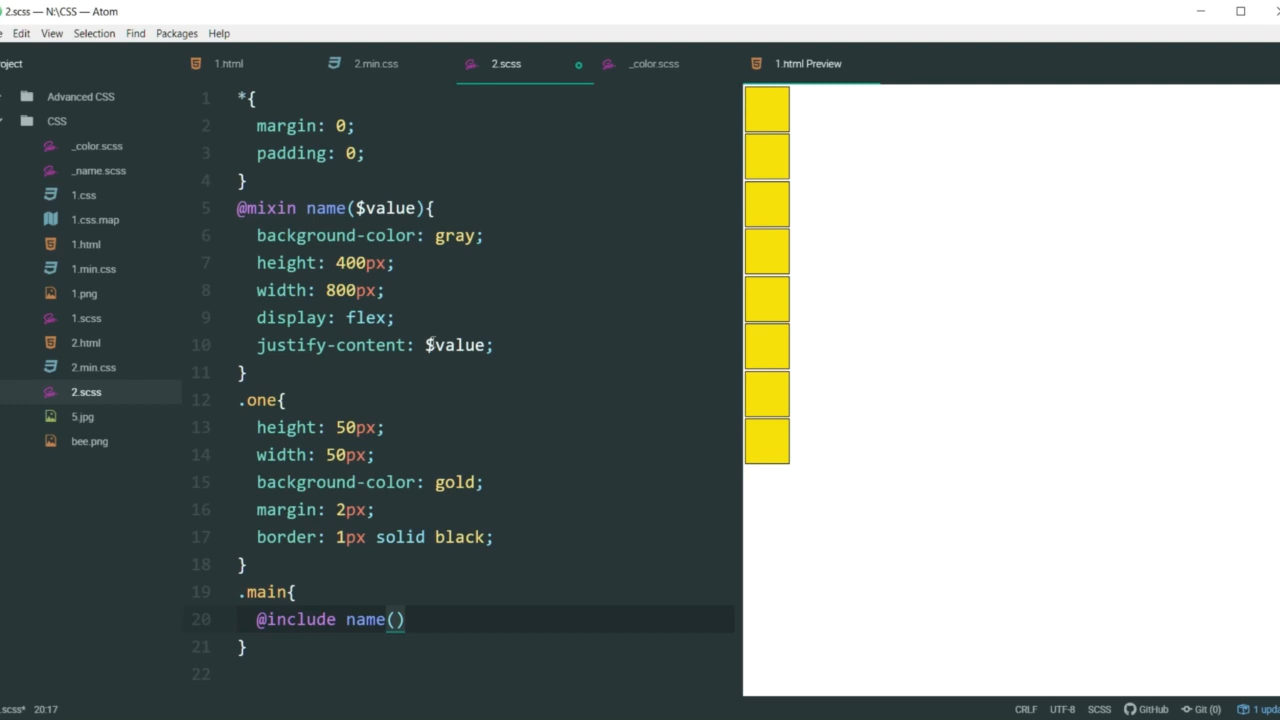 2.scss — N:\CSS — Atom
Edit View Selection Find Packages Help
oject
1.html
2.min.css
2.scss
_color.scss
1.html Preview
Advanced CSS
CSS
_color.scss
_name.scss
1.css
1.css.map
1.html
1.min.css
1.png
1.scss
2.html
2.min.css
2.scss
5.jpg
bee.png
1 *{
2 margin: 0;
3 padding: 0;
4 }
5 @mixin name($value){
6 background-color: gray;
7 height: 400px;
8 width: 800px;
9 display: flex;
10 justify-content: $value;
11 }
12 .one{
13 height: 50px;
14 width: 50px;
15 background-color: gold;
16 margin: 2px;
17 border: 1px solid black;
18 }
19 .main{
20 @include name()
21 }
22
.scss* 20:17
CRLF UTF-8 SCSS GitHub Git (0) 1 upda